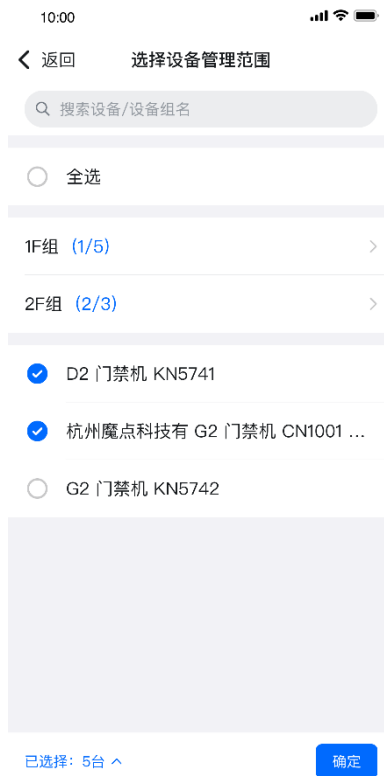 10:00
返回 选择设备管理范围
搜索设备/设备组名
全选
1F组 (1/5)
2F组 (2/3)
D2 门禁机 KN5741
杭州魔点科技有 G2 门禁机 CN1001 ...
G2 门禁机 KN5742
已选择：5台 确定